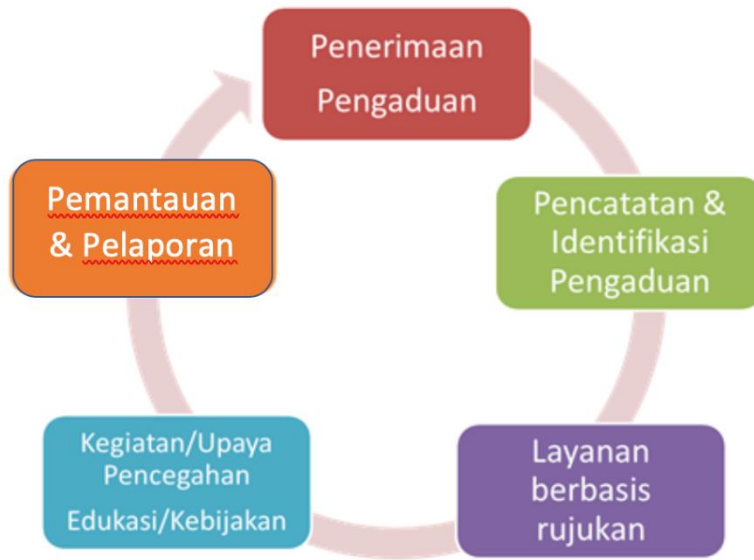 Penerimaan
Pengaduan
Pencatatan &
Identifikasi
Pengaduan
Layanan
berbasis
rujukan
Kegiatan/Upaya
Pencegahan
Edukasi/Kebijakan
Pemantauan
& Pelaporan